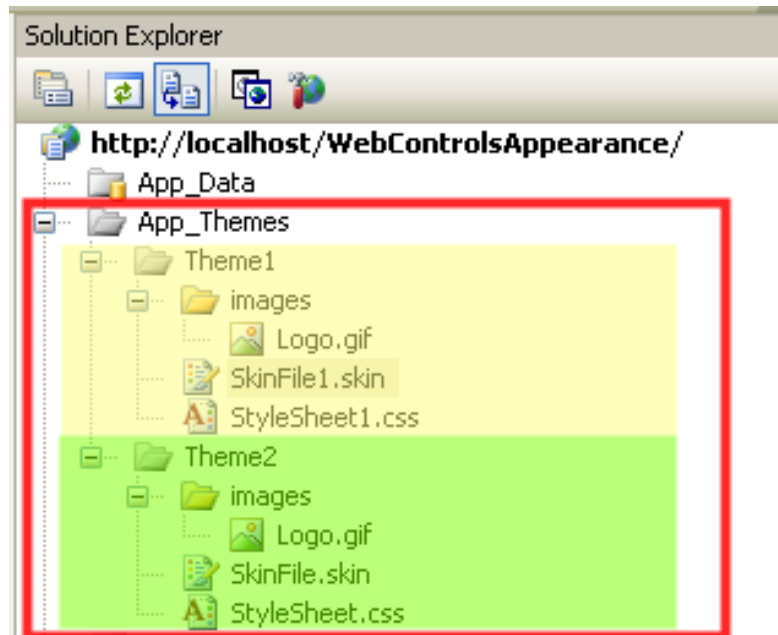 Solution Explorer
http://localhost/WebControlsAppearance/
App_Data
App_Themes
Theme1
images
Logo.gif
SkinFile1.skin
StyleSheet1.css
Theme2
images
Logo.gif
SkinFile.skin
StyleSheet.css